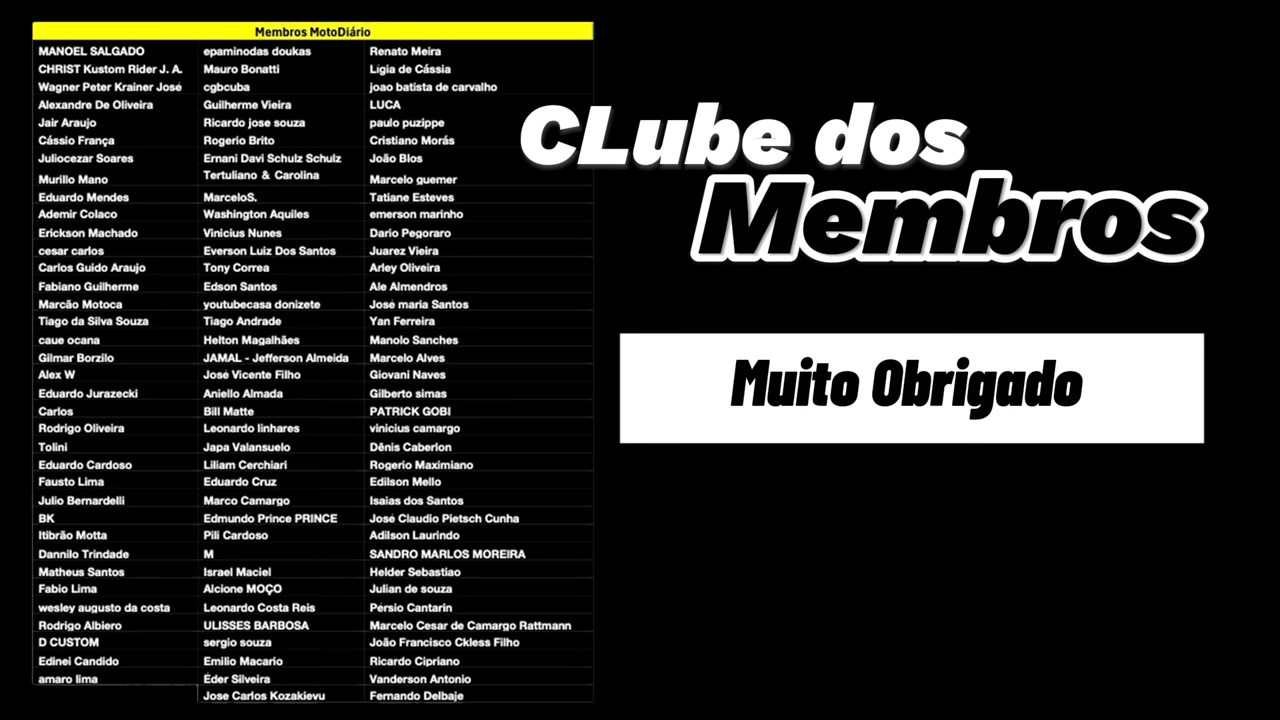 Membros MotoDiário
MANOEL SALGADO epaminodas doukas Renato Meira
CHRIST Kustom Rider J. A. Mauro Bonatti Lígia de Cássia
Wagner Peter Krainer José cgbcuba joao batista de carvalho
Alexandre De Oliveira Guilherme Vieira LUCA
Jair Araujo Ricardo jose souza paulo puzippe
Cássio França Rogerio Brito Cristiano Morás
Juliocezar Soares Ernani Davi Schulz Schulz João Blos
Murillo Mano Tertuliano & Carolina Marcelo guemer
Eduardo Mendes MarceloS. Tatiane Esteves
Ademir Colaco Washington Aquiles emerson marinho
Erickson Machado Vinicius Nunes Dario Pegoraro
cesar carlos Everson Luiz Dos Santos Juarez Vieira
Carlos Guido Araujo Tony Correa Arley Oliveira
Fabiano Guilherme Edson Santos Ale Almendros
Marcão Motoca youtubecasa donizete José maria Santos
Tiago da Silva Souza Tiago Andrade Yan Ferreira
caue ocana Helton Magalhães Manolo Sanches
Gilmar Borzilo JAMAL - Jefferson Almeida Marcelo Alves
Alex W José Vicente Filho Giovani Naves
Eduardo Jurazecki Aniello Almada Gilberto simas
Carlos Bill Matte PATRICK GOBI
Rodrigo Oliveira Leonardo linhares vinicius camargo
Tolini Japa Valansuelo Dênis Caberlon
Eduardo Cardoso Liliam Cerchiari Rogerio Maximiano
Fausto Lima Eduardo Cruz Edilson Mello
Julio Bernardelli Marco Camargo Isaias dos Santos
BK Edmundo Prince PRINCE José Claudio Pietsch Cunha
Itibrão Motta Pili Cardoso Adilson Laurindo
Dannilo Trindade M SANDRO MARLOS MOREIRA
Matheus Santos Israel Maciel Helder Sebastiao
Fabio Lima Alcione MOÇO Julian de souza
wesley augusto da costa Leonardo Costa Reis Pérsio Cantarin
Rodrigo Albiero ULISSES BARBOSA Marcelo Cesar de Camargo Rattmann
D CUSTOM sergio souza João Francisco Ckless Filho
Edinei Candido Emilio Macario Ricardo Cipriano
amaro lima Éder Silveira Vanderson Antonio
Jose Carlos Kozakievu Fernando Delbaje
CLube dos
Membros
Muito Obrigado